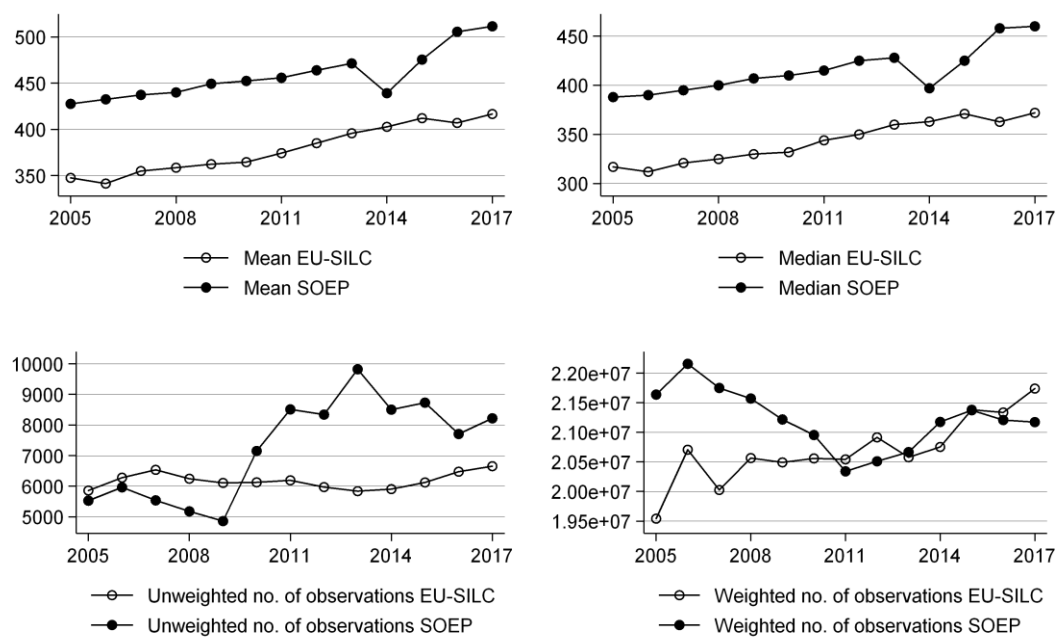 500
450
400
350
2005 2008 2011 2014 2017
Mean EU-SILC
Mean SOEP
450
400
350
300
2005 2008 2011 2014 2017
Median EU-SILC
Median SOEP
10000
9000
8000
7000
6000
5000
2005 2008 2011 2014 2017
Unweighted no. of observations EU-SILC
Unweighted no. of observations SOEP
2.20e+07
2.15e+07
2.10e+07
2.05e+07
2.00e+07
1.95e+07
2005 2008 2011 2014 2017
Weighted no. of observations EU-SILC
Weighted no. of observations SOEP